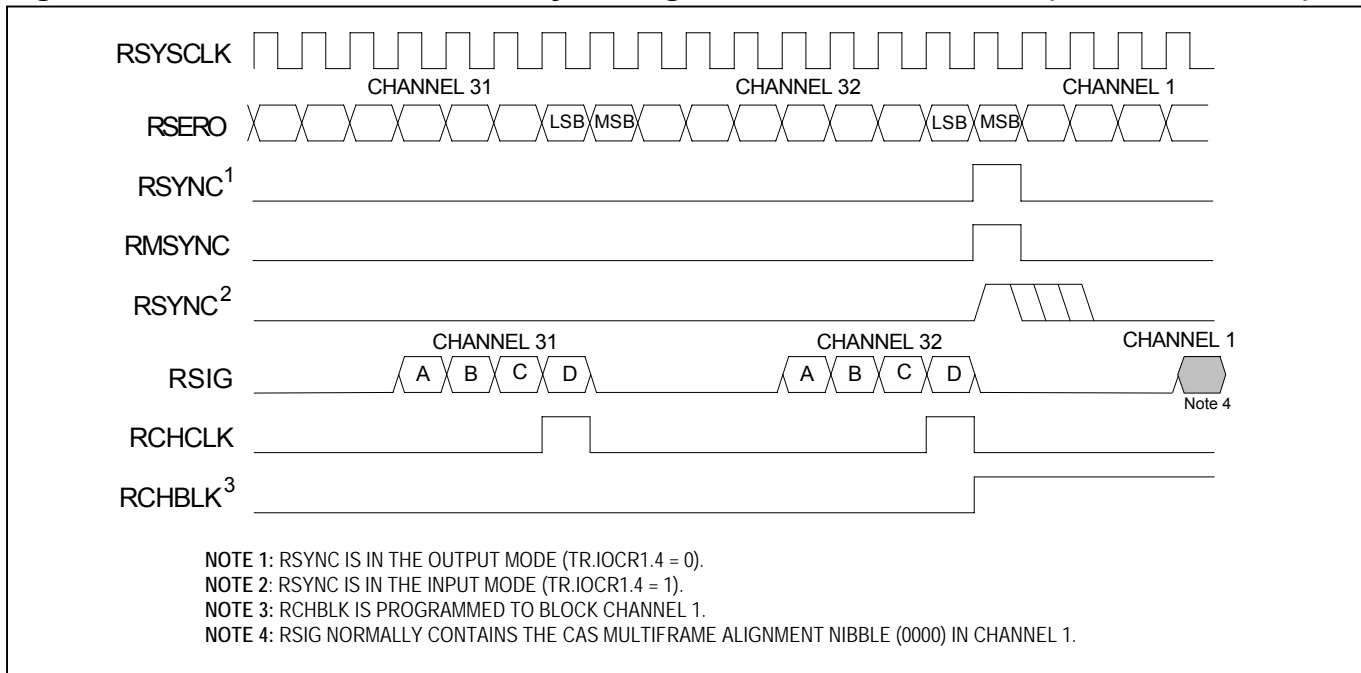 RSYSCLK
CHANNEL 31 CHANNEL 32 CHANNEL 1
RSERO LSB MSB LSB MSB
RSYNC1
RMSYNC
RSYNC2
CHANNEL 31 CHANNEL 32 CHANNEL 1
RSIG A B C D A B C D
Note 4
RCHCLK
RCHBLK3
NOTE 1: RSYNC IS IN THE OUTPUT MODE (TR.IOCR1.4 = 0).
NOTE 2: RSYNC IS IN THE INPUT MODE (TR.IOCR1.4 = 1).
NOTE 3: RCHBLK IS PROGRAMMED TO BLOCK CHANNEL 1.
NOTE 4: RSIG NORMALLY CONTAINS THE CAS MULTIFRAME ALIGNMENT NIBBLE (0000) IN CHANNEL 1.